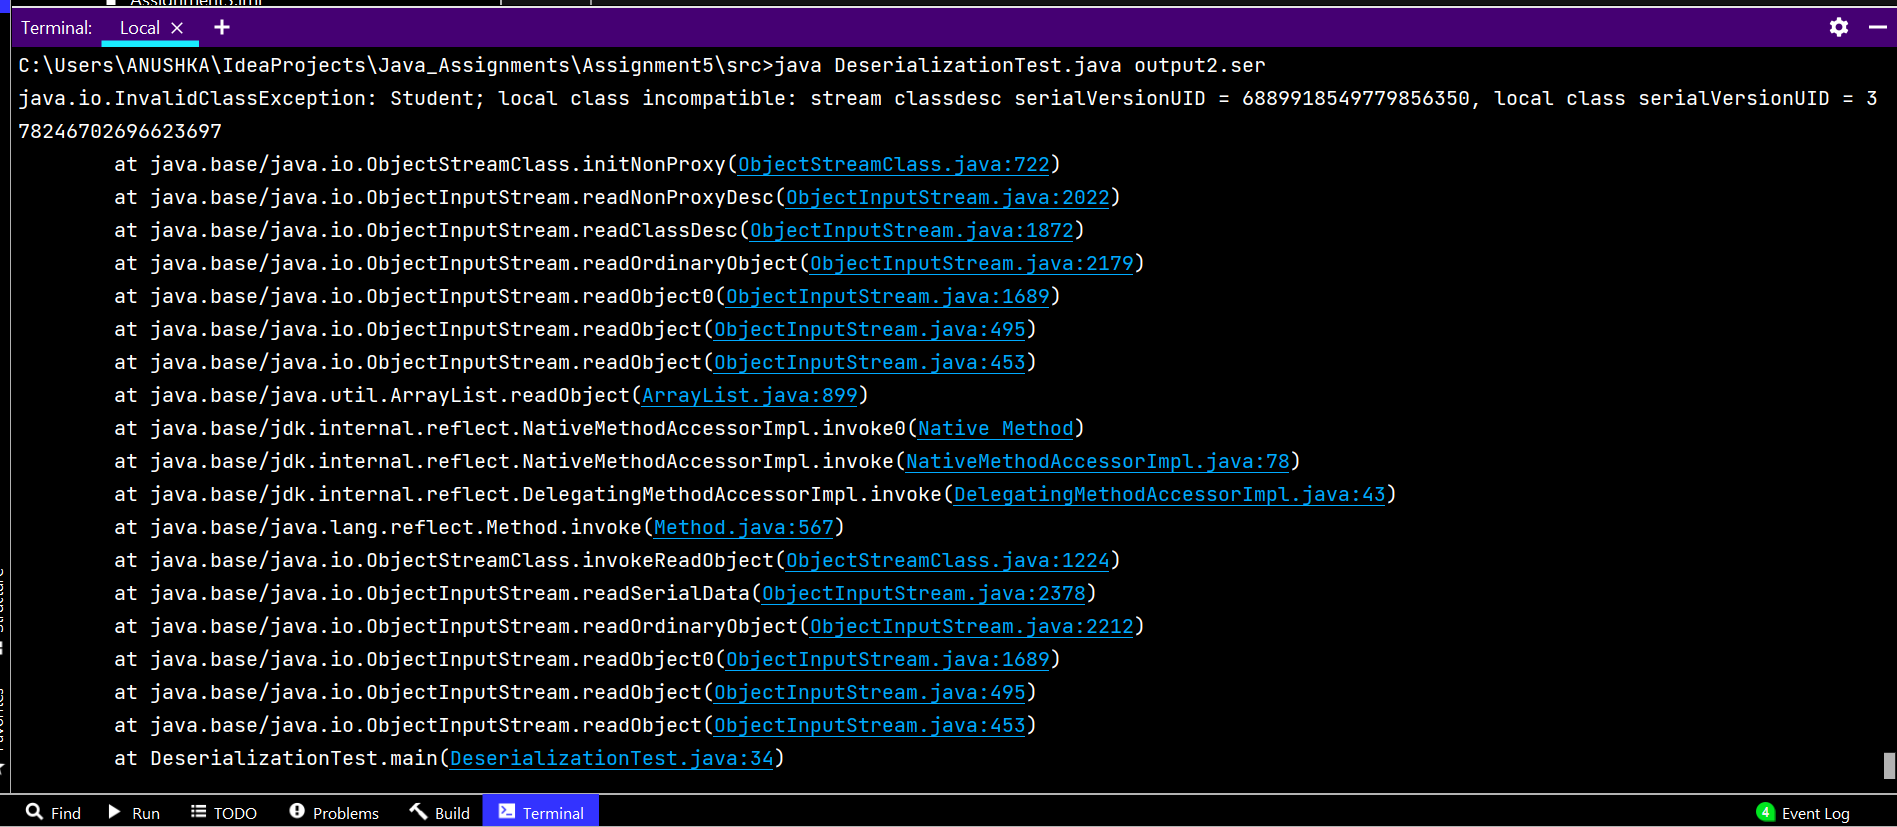 Assignment5.iml
Terminal: Local × +
C:\Users\ANUSHKA\IdeaProjects\Java_Assignments\Assignment5\src>java DeserializationTest.java output2.ser
java.io.InvalidClassException: Student; local class incompatible: stream classdesc serialVersionUID = 6889918549779856350, local class serialVersionUID = 3
78246702696623697
at java.base/java.io.ObjectStreamClass.initNonProxy(ObjectStreamClass.java:722)
at java.base/java.io.ObjectInputStream.readNonProxyDesc(ObjectInputStream.java:2022)
at java.base/java.io.ObjectInputStream.readClassDesc(ObjectInputStream.java:1872)
at java.base/java.io.ObjectInputStream.readOrdinaryObject(ObjectInputStream.java:2179)
at java.base/java.io.ObjectInputStream.readObject0(ObjectInputStream.java:1689)
at java.base/java.io.ObjectInputStream.readObject(ObjectInputStream.java:495)
at java.base/java.io.ObjectInputStream.readObject(ObjectInputStream.java:453)
at java.base/java.util.ArrayList.readObject(ArrayList.java:899)
at java.base/jdk.internal.reflect.NativeMethodAccessorImpl.invoke0(Native Method)
at java.base/jdk.internal.reflect.NativeMethodAccessorImpl.invoke(NativeMethodAccessorImpl.java:78)
at java.base/jdk.internal.reflect.DelegatingMethodAccessorImpl.invoke(DelegatingMethodAccessorImpl.java:43)
at java.base/java.lang.reflect.Method.invoke(Method.java:567)
at java.base/java.io.ObjectStreamClass.invokeReadObject(ObjectStreamClass.java:1224)
at java.base/java.io.ObjectInputStream.readSerialData(ObjectInputStream.java:2378)
at java.base/java.io.ObjectInputStream.readOrdinaryObject(ObjectInputStream.java:2212)
at java.base/java.io.ObjectInputStream.readObject0(ObjectInputStream.java:1689)
at java.base/java.io.ObjectInputStream.readObject(ObjectInputStream.java:495)
at java.base/java.io.ObjectInputStream.readObject(ObjectInputStream.java:453)
at DeserializationTest.main(DeserializationTest.java:34)
Structure
Favorites
Find Run TODO Problems Build Terminal 4 Event Log